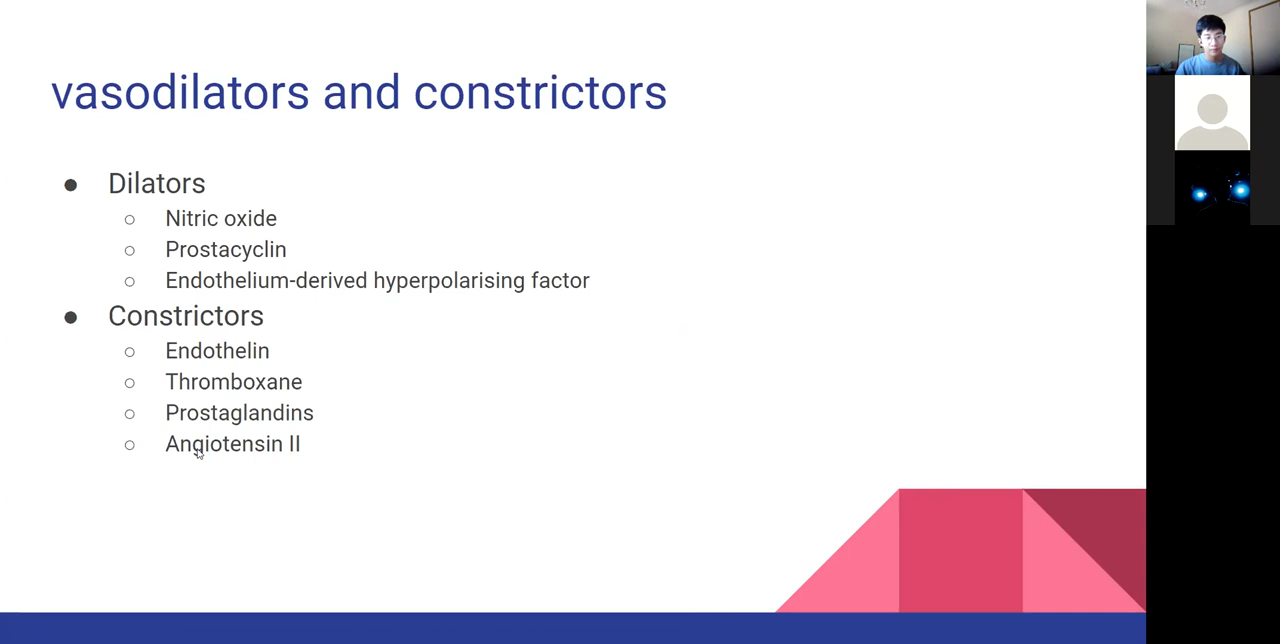 vasodilators and constrictors
● Dilators
○ Nitric oxide
○ Prostacyclin
○ Endothelium-derived hyperpolarising factor
● Constrictors
○ Endothelin
○ Thromboxane
○ Prostaglandins
○ Angiotensin II